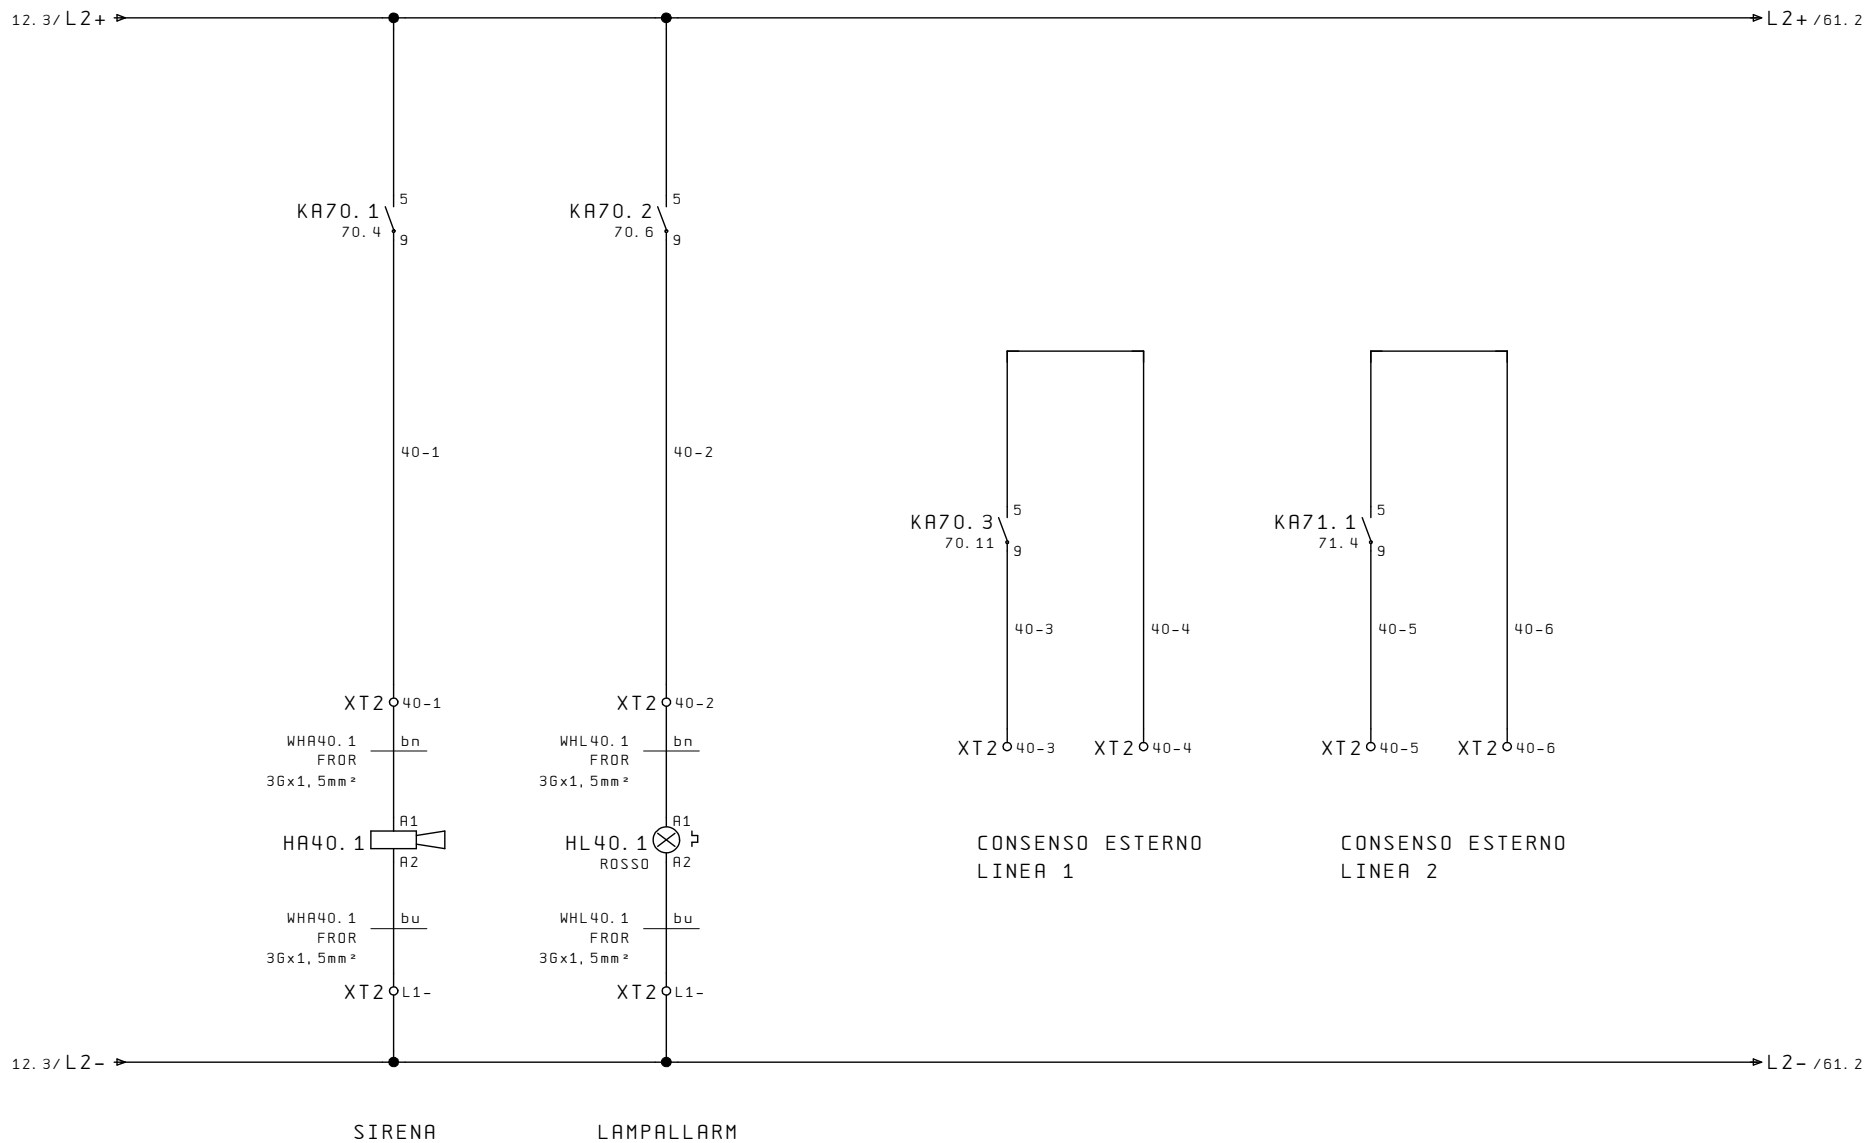 12.3/L2+ L2+/61.2
5 5
KA70.1 KA70.2
70.4 9 70.6 9
40-1 40-2
5 5
KA70.3 KA71.1
70.11 9 71.4 9
40-3 40-4 40-5 40-6
XT2 40-1 XT2 40-2
WHA40.1 bn WHL40.1 bn
FROR FROR
3Gx1,5mm² 3Gx1,5mm²
XT2 40-3 XT2 40-4 XT2 40-5 XT2 40-6
A1 A1
HA40.1 HL40.1
A2 ROSSO A2
CONSENSO ESTERNO CONSENSO ESTERNO
LINEA 1 LINEA 2
WHA40.1 bu WHL40.1 bu
FROR FROR
3Gx1,5mm² 3Gx1,5mm²
XT2 L1- XT2 L1-
12.3/L2- L2-/61.2
SIRENA LAMPALLARM